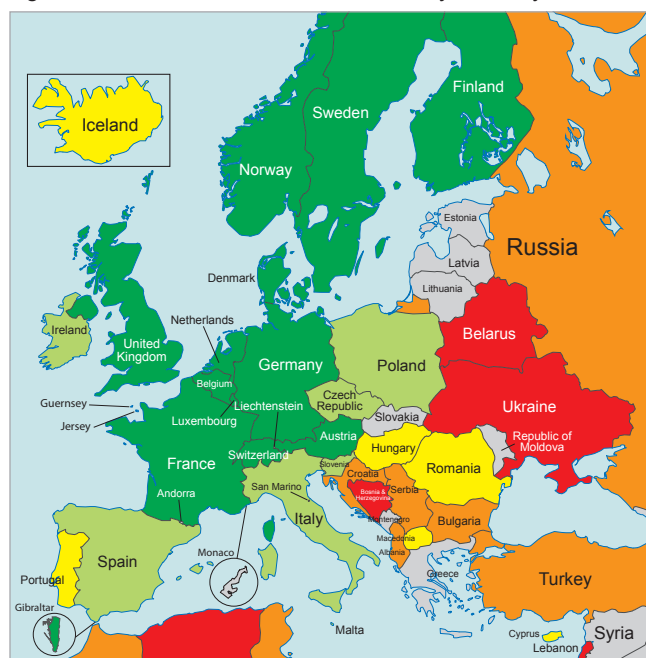 Iceland
Finland
Sweden
Norway
Estonia
Russia
Latvia
Denmark
Lithuania
Netherlands
Ireland
Belarus
United
Kingdom
Germany
Poland
Belgium
Guernsey
Czech
Republic
Ukraine
Liechtenstein
Luxembourg
Slovakia
Jersey
Austria
Republic of
Moldova
Hungary
Switzerland
France
Romania
Slovenia
Croatia
San Marino
Serbia
Bosnia &
Herzegovina
Andorra
Italy
Montenegro
Bulgaria
Macedonia
Monaco
Albania
Spain
Greece
Turkey
Portugal
Gibraltar
Malta
Cyprus
Syria
Lebanon